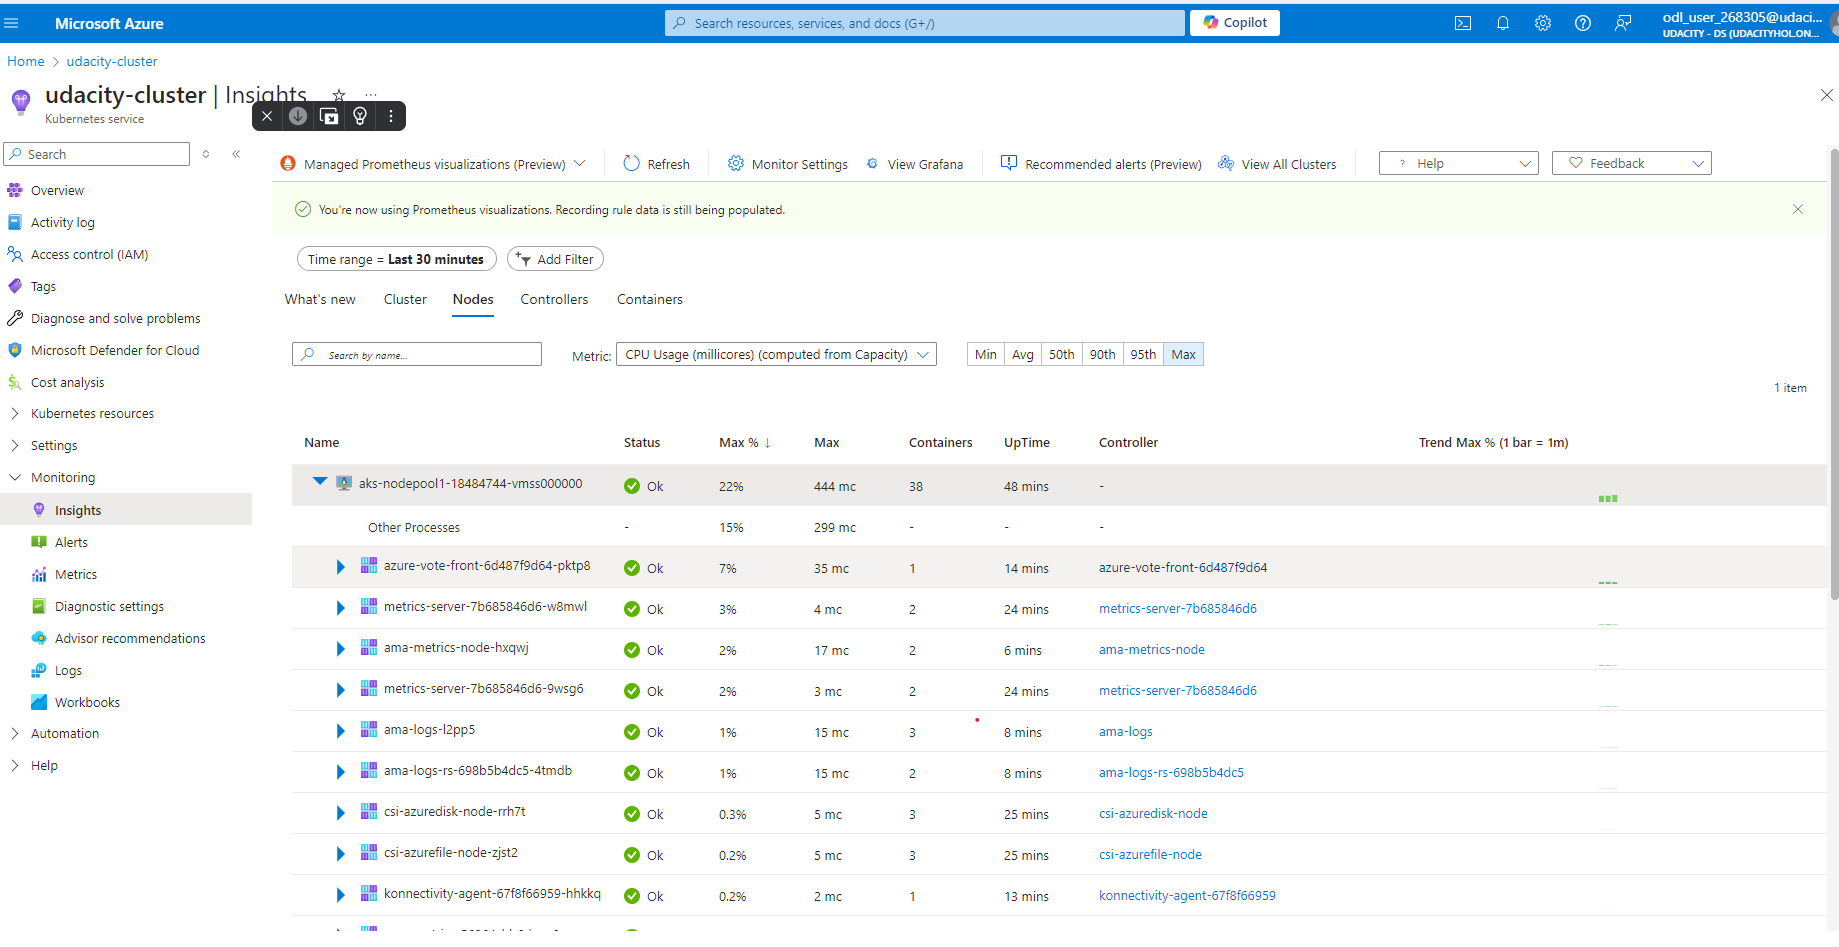 Microsoft Azure
Search resources, services, and docs (G+/)
Copilot
odl_user_268305@udaci...
UDACITY - DS (UDACITYHOL.ON...
Home > udacity-cluster
udacity-cluster | Insights
Kubernetes service
Search
Overview
Activity log
Access control (IAM)
Tags
Diagnose and solve problems
Microsoft Defender for Cloud
Cost analysis
Kubernetes resources
Settings
Monitoring
Insights
Alerts
Metrics
Diagnostic settings
Advisor recommendations
Logs
Workbooks
Automation
Help
Managed Prometheus visualizations (Preview) Refresh Monitor Settings View Grafana Recommended alerts (Preview) View All Clusters ? Help Feedback
You're now using Prometheus visualizations. Recording rule data is still being populated.
Time range = Last 30 minutes Add Filter
What's new Cluster Nodes Controllers Containers
Search by name... Metric: CPU Usage (millicores) (computed from Capacity) Min Avg 50th 90th 95th Max
1 item
Name Status Max % ↓ Max Containers UpTime Controller Trend Max % (1 bar = 1m)
aks-nodepool1-18484744-vmss000000 Ok 22% 444 mc 38 48 mins -
Other Processes - 15% 299 mc - - -
azure-vote-front-6d487f9d64-pktp8 Ok 7% 35 mc 1 14 mins azure-vote-front-6d487f9d64
metrics-server-7b685846d6-w8mwl Ok 3% 4 mc 2 24 mins metrics-server-7b685846d6
ama-metrics-node-hxqwj Ok 2% 17 mc 2 6 mins ama-metrics-node
metrics-server-7b685846d6-9wsg6 Ok 2% 3 mc 2 24 mins metrics-server-7b685846d6
ama-logs-l2pp5 Ok 1% 15 mc 3 8 mins ama-logs
ama-logs-rs-698b5b4dc5-4tmdb Ok 1% 15 mc 2 8 mins ama-logs-rs-698b5b4dc5
csi-azuredisk-node-rrh7t Ok 0.3% 5 mc 3 25 mins csi-azuredisk-node
csi-azurefile-node-zjst2 Ok 0.2% 5 mc 3 25 mins csi-azurefile-node
konnectivity-agent-67f8f66959-hhkkq Ok 0.2% 2 mc 1 13 mins konnectivity-agent-67f8f66959